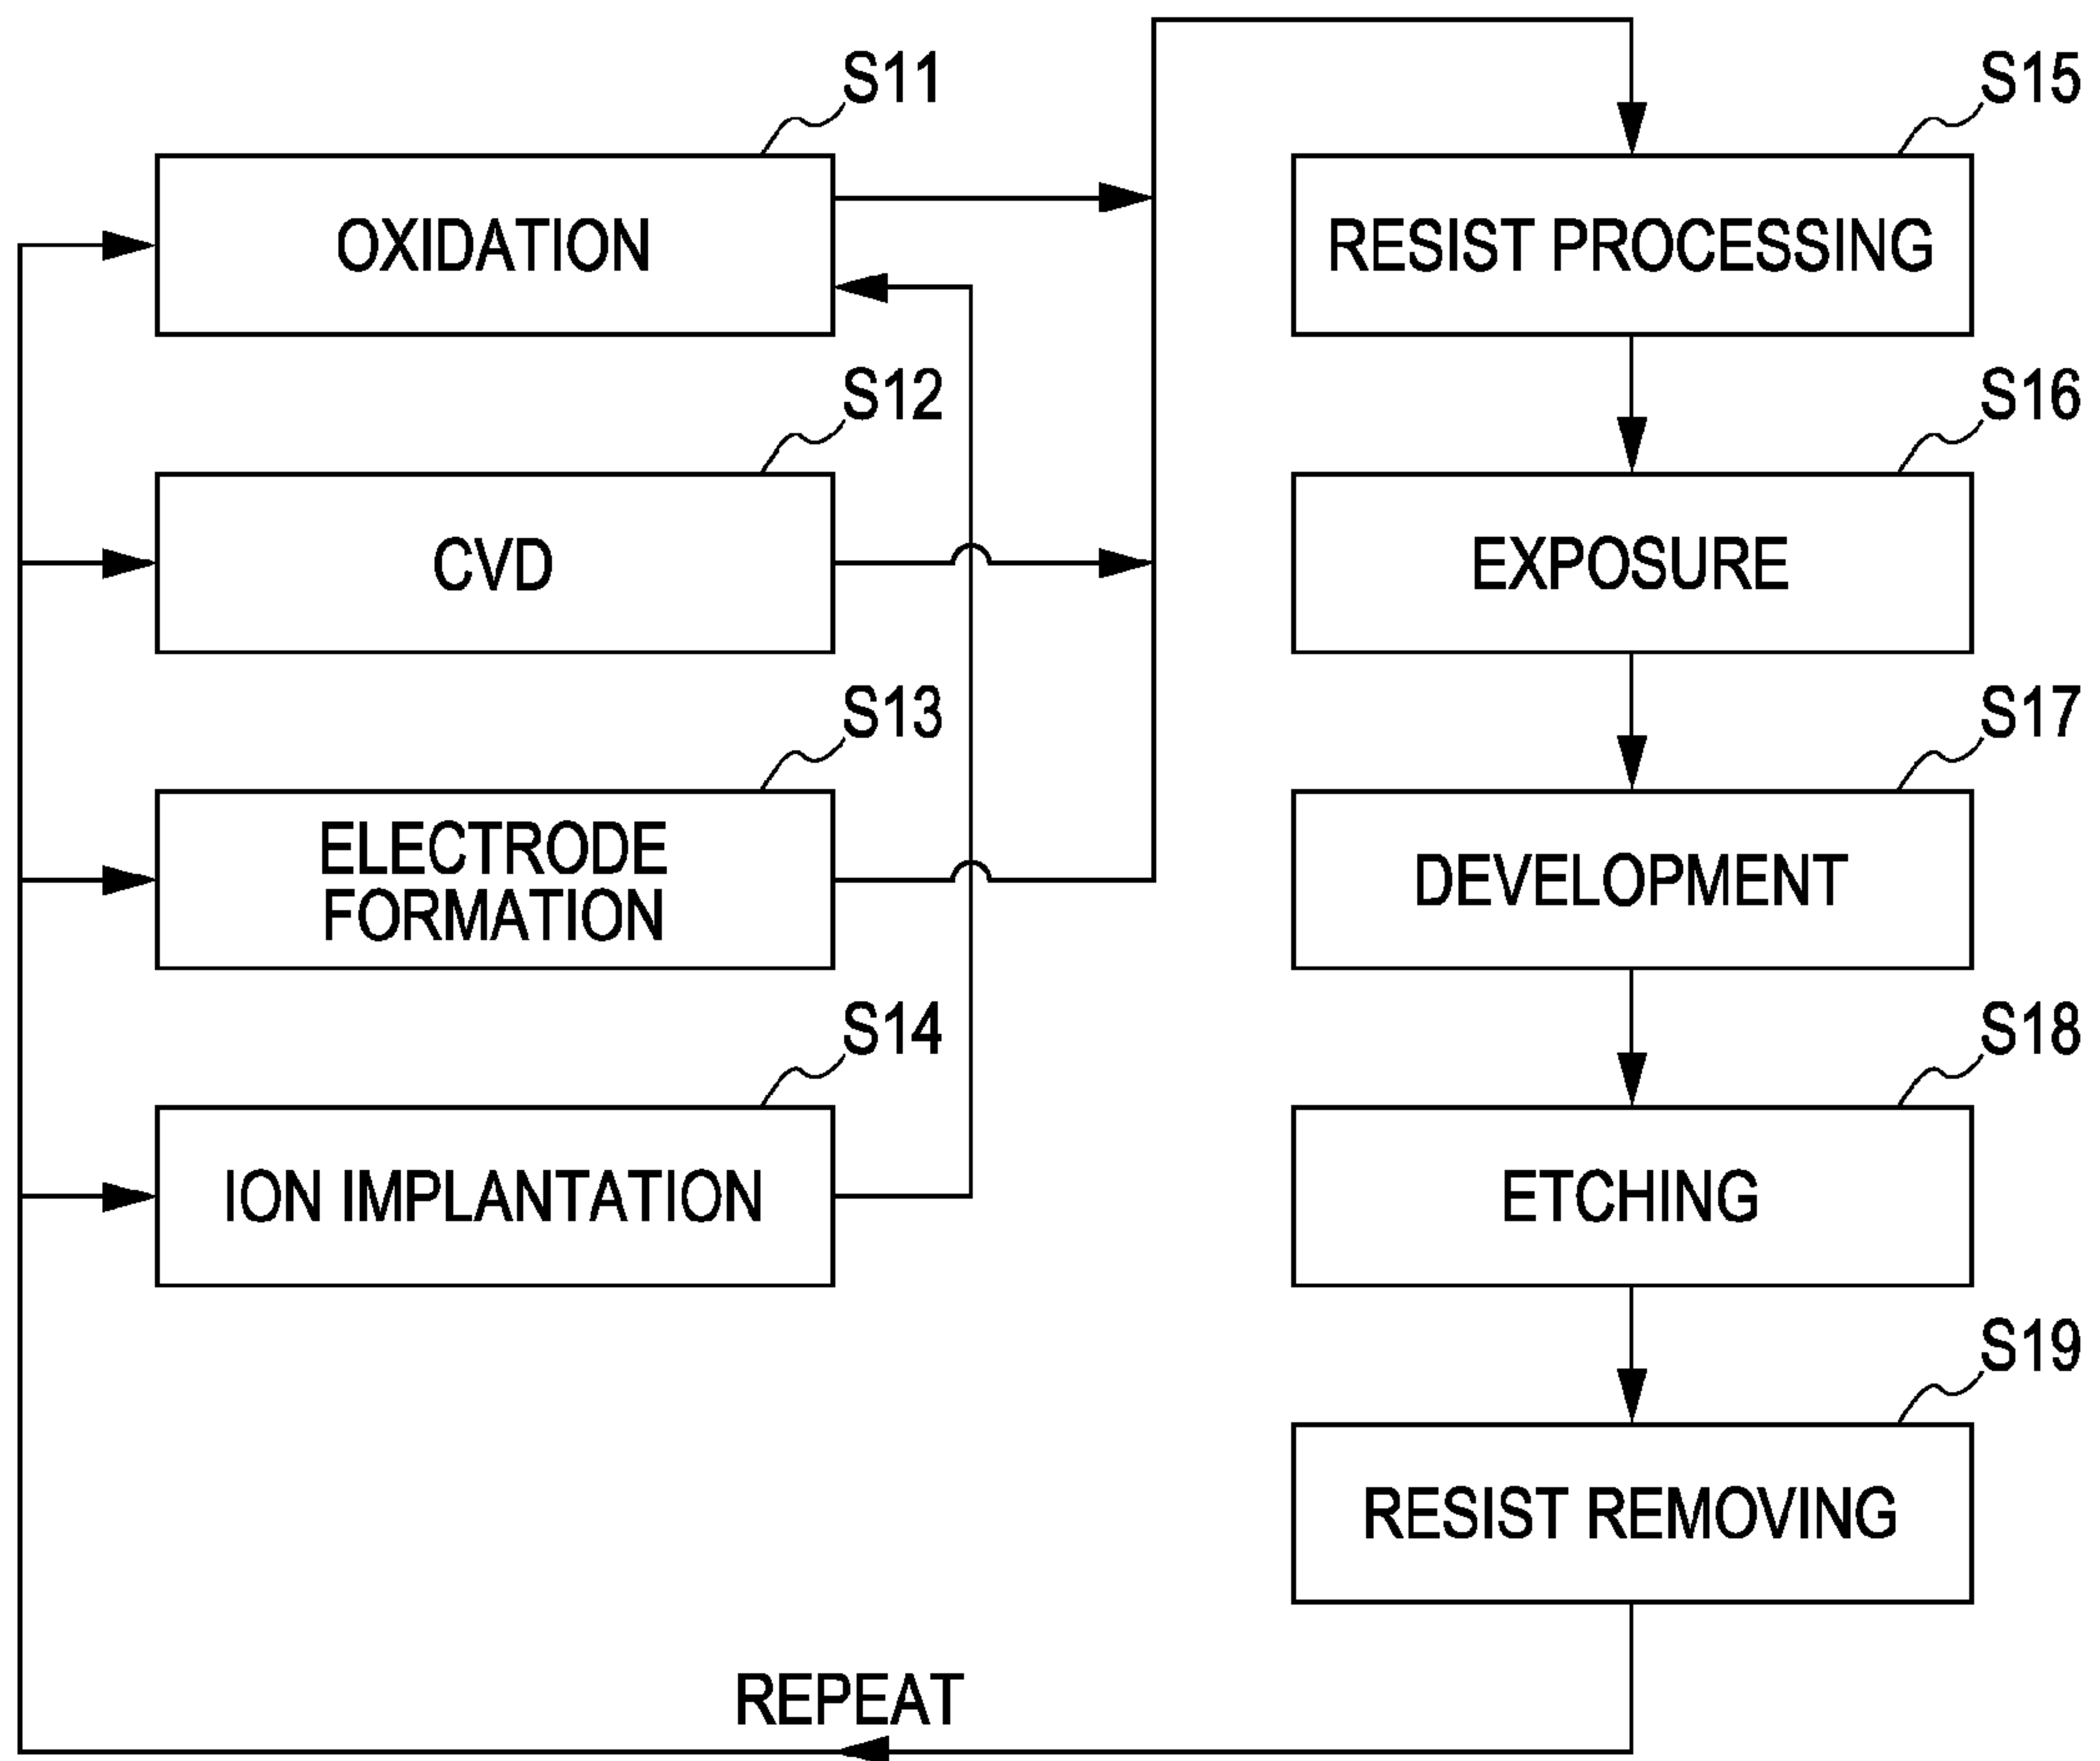 S11
OXIDATION
S12
CVD
S13
ELECTRODE
FORMATION
S14
ION IMPLANTATION
S15
RESIST PROCESSING
S16
EXPOSURE
S17
DEVELOPMENT
S18
ETCHING
S19
RESIST REMOVING
REPEAT